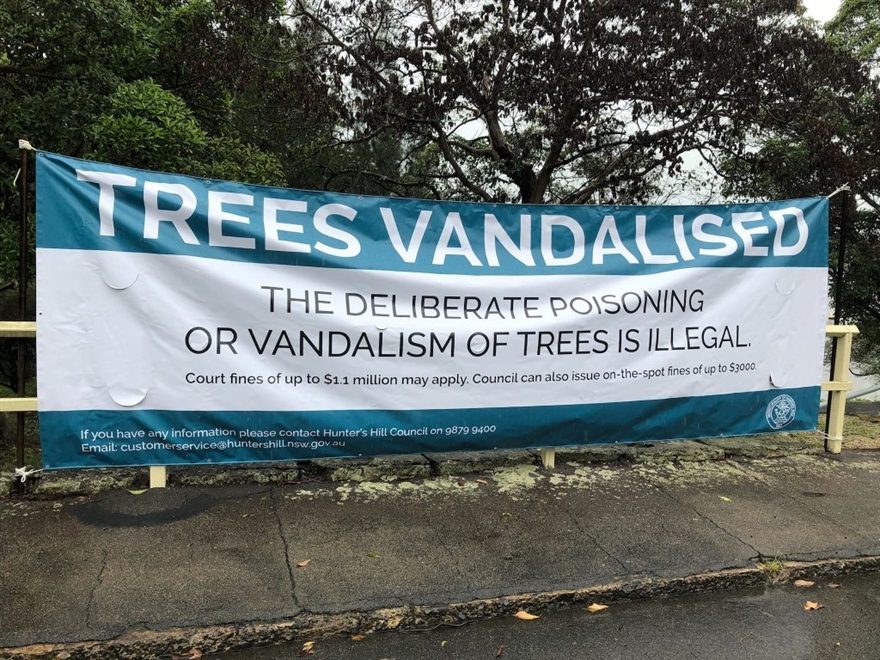 TREES VANDALISED
THE DELIBERATE POISONING
OR VANDALISM OF TREES IS ILLEGAL.
Court fines of up to $1.1 million may apply. Council can also issue on-the-spot fines of up to $3000.
If you have any information please contact Hunter's Hill Council on 9879 9400
Email: customerservice@huntershill.nsw.gov.au